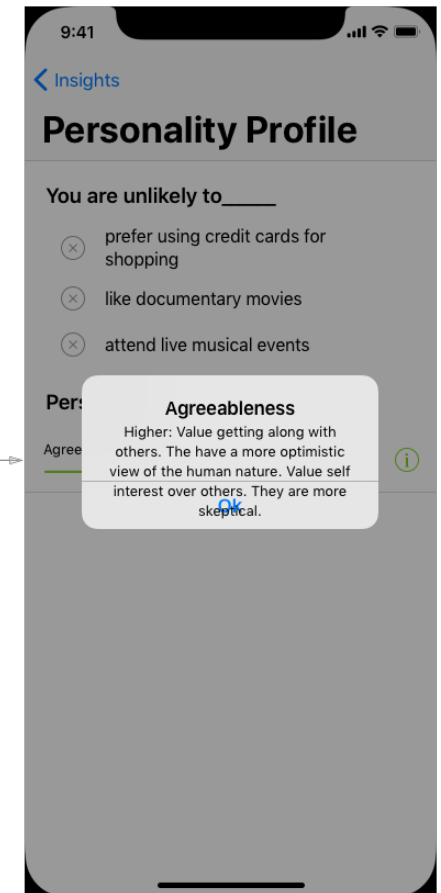 9:41
Insights
Personality Profile
You are unlikely to_____
prefer using credit cards for
shopping
like documentary movies
attend live musical events
Pers
Agree
Agreeableness
Higher: Value getting along with
others. The have a more optimistic
view of the human nature. Value self
interest over others. They are more
skeptical.
Ok